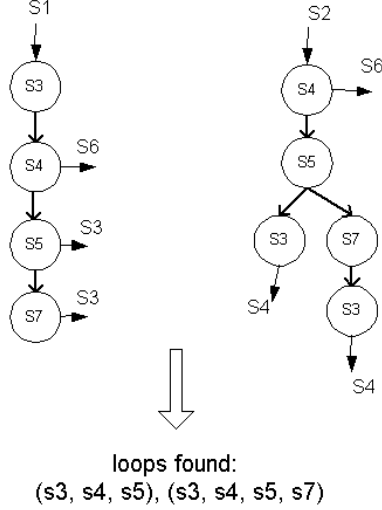 S1
S3
S4
S6
S5
S3
S7
S3
S2
S4
S6
S5
S3
S7
S4
S3
S4
loops found:
(s3, s4, s5), (s3, s4, s5, s7)